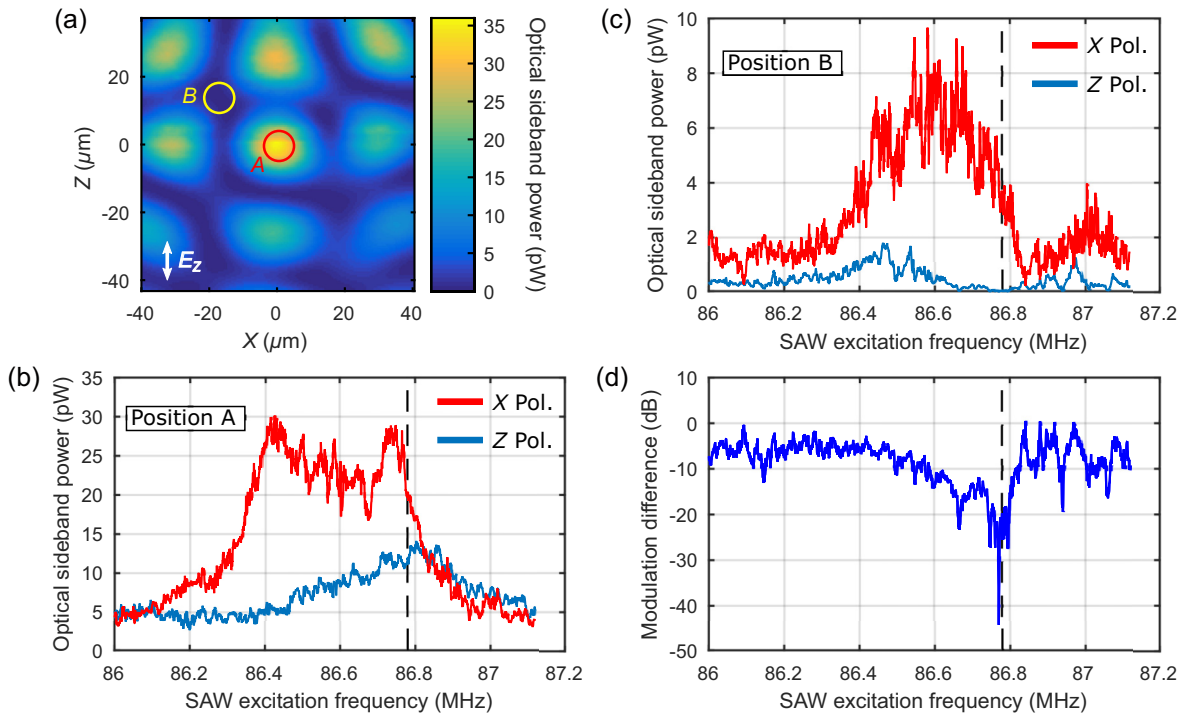 (a)
Optical sideband power (pW)
35
30
25
20
15
10
5
0
Z (µm)
20
0
-20
-40
B
A
E_Z
-40
-20
0
20
40
X (µm)
(b)
Optical sideband power (pW)
35
30
25
20
15
10
5
0
Position A
X Pol.
Z Pol.
86
86.2
86.4
86.6
86.8
87
87.2
SAW excitation frequency (MHz)
(c)
Optical sideband power (pW)
10
8
6
4
2
0
Position B
X Pol.
Z Pol.
86
86.2
86.4
86.6
86.8
87
87.2
SAW excitation frequency (MHz)
(d)
Modulation difference (dB)
10
0
-10
-20
-30
-40
-50
86
86.2
86.4
86.6
86.8
87
87.2
SAW excitation frequency (MHz)